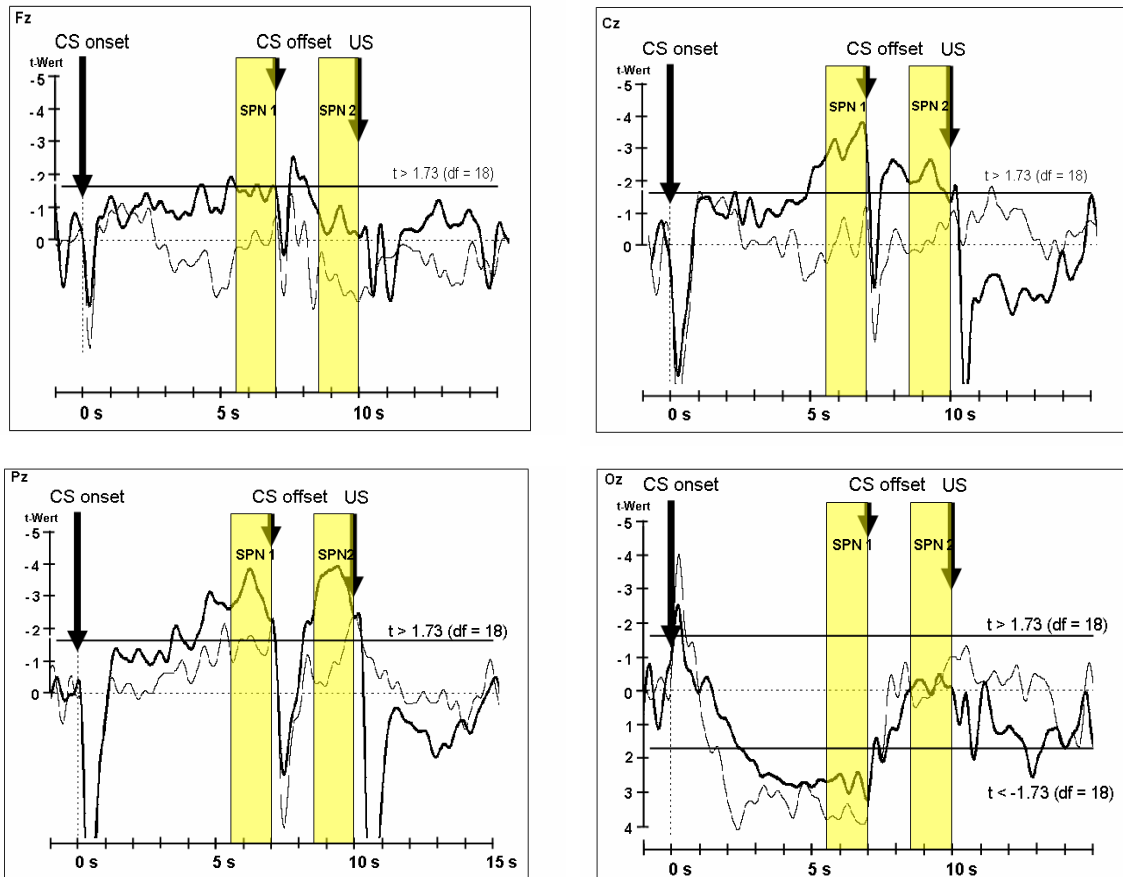 Fz
CS onset
CS offset
US
t-Wert
-5
-4
-3
-2
-1
0
SPN 1
SPN 2
t > 1.73 (df = 18)
0 s
5 s
10 s
Cz
CS onset
CS offset
US
t-Wert
-5
-4
-3
-2
-1
0
SPN 1
SPN 2
t > 1.73 (df = 18)
0 s
5 s
10 s
Pz
CS onset
CS offset
US
t-Wert
-5
-4
-3
-2
-1
0
SPN 1
SPN2
t > 1.73 (df = 18)
0 s
5 s
10 s
15 s
Oz
CS onset
CS offset
US
t-Wert
-5
-4
-3
-2
-1
0
1
2
3
4
SPN 1
SPN 2
t > 1.73 (df = 18)
t < -1.73 (df = 18)
0 s
5 s
10 s